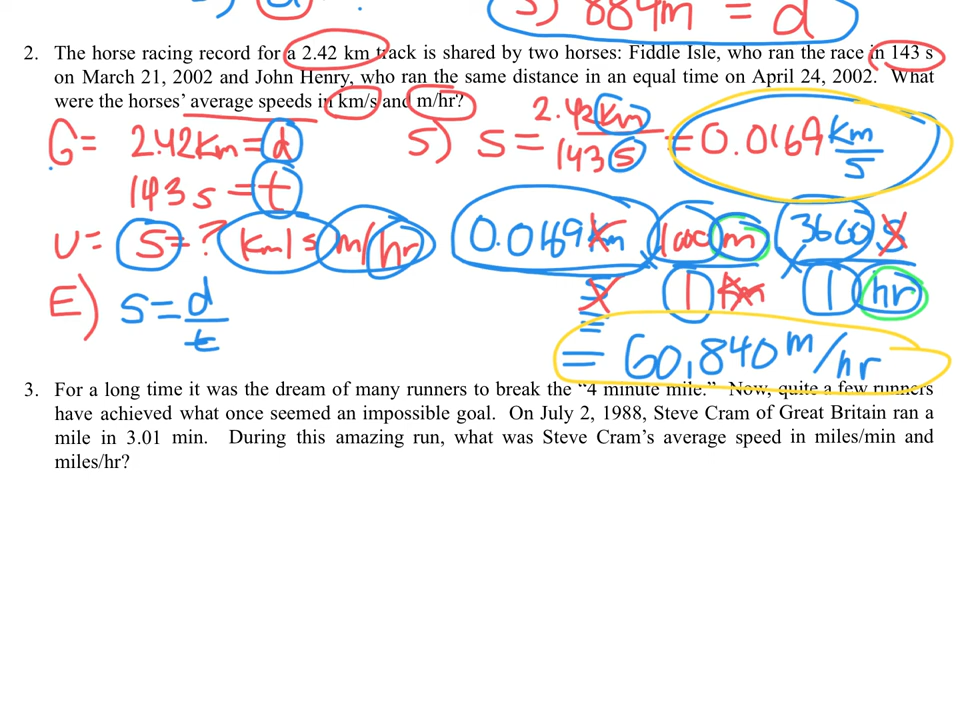 5) 884m = d
2. The horse racing record for a 2.42 km track is shared by two horses: Fiddle Isle, who ran the race in 143 s
on March 21, 2002 and John Henry, who ran the same distance in an equal time on April 24, 2002. What
were the horses' average speeds in km/s and m/hr?
G= 2.42Km=d
S) S= 2.42Km/143S = 0.0169 Km/S
143 s = t
U= S=? Km/s m/hr
0.0169 Km/s x 1000m/1 Km x 3600 s/1 hr
E) s=d/t
= 60,840 m/hr
3. For a long time it was the dream of many runners to break the "4 minute mile." Now, quite a few runners
have achieved what once seemed an impossible goal. On July 2, 1988, Steve Cram of Great Britain ran a
mile in 3.01 min. During this amazing run, what was Steve Cram's average speed in miles/min and
miles/hr?